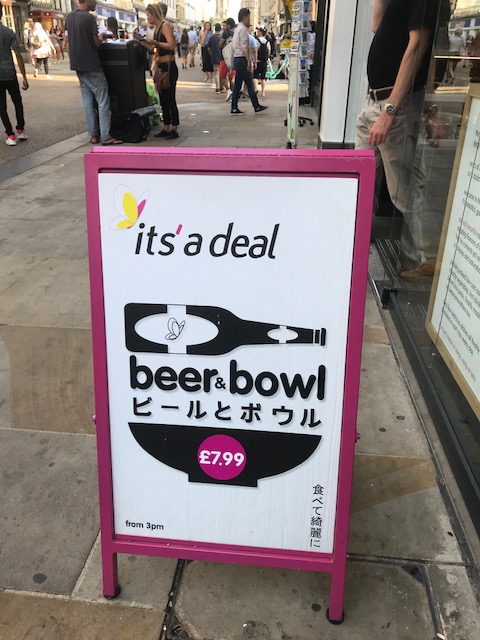 its' a deal
beer & bowl
ビールとボウル
£7.99
from 3pm
食べて綺麗に